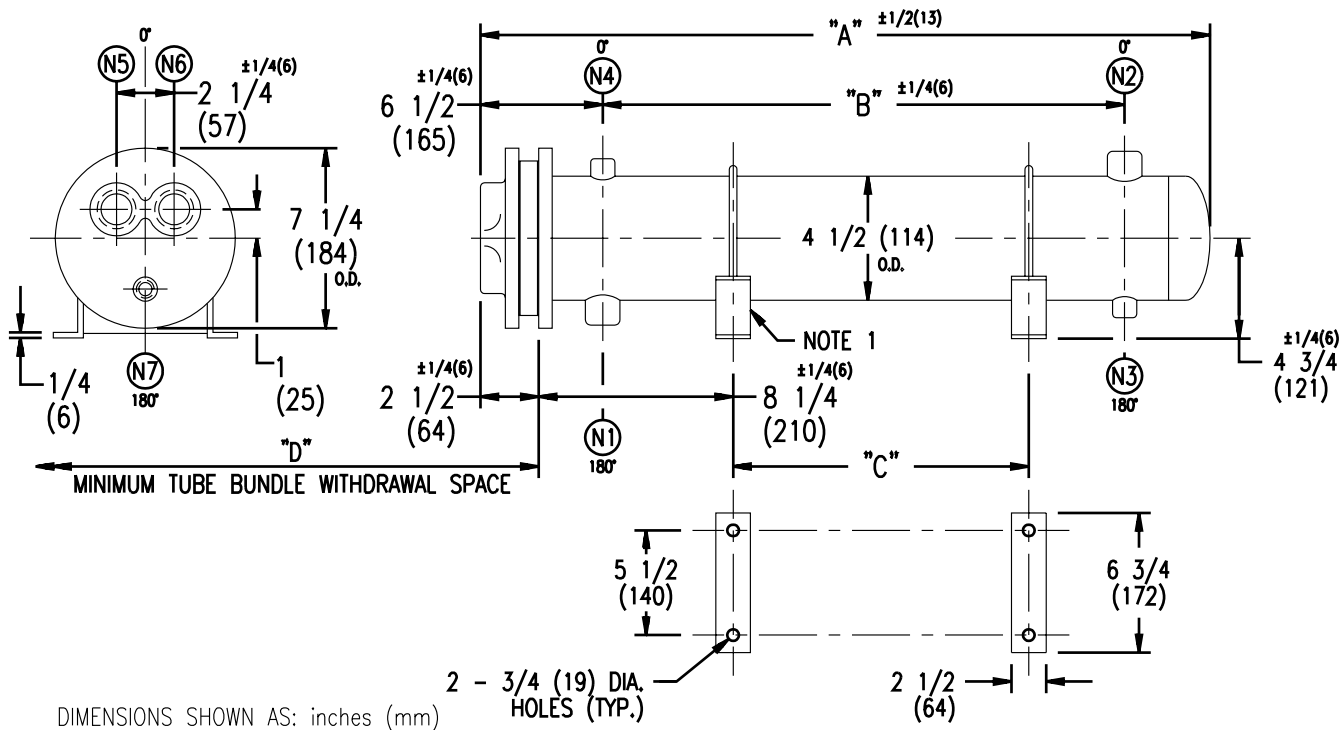 0°
N5
N6
±1/4(6)
2 1/4
(57)
7 1/4
(184)
O.D.
1/4
(6)
N7
180°
1
(25)
"A" ±1/2(13)
±1/4(6)
6 1/2
(165)
0°
N4
"B" ±1/4(6)
0°
N2
4 1/2 (114)
O.D.
NOTE 1
±1/4(6)
4 3/4
(121)
N3
180°
2 1/2
(64)
N1
180°
±1/4(6)
8 1/4
(210)
"D"
MINIMUM TUBE BUNDLE WITHDRAWAL SPACE
"C"
5 1/2
(140)
6 3/4
(172)
2 - 3/4 (19) DIA.
HOLES (TYP.)
2 1/2
(64)
DIMENSIONS SHOWN AS: inches (mm)